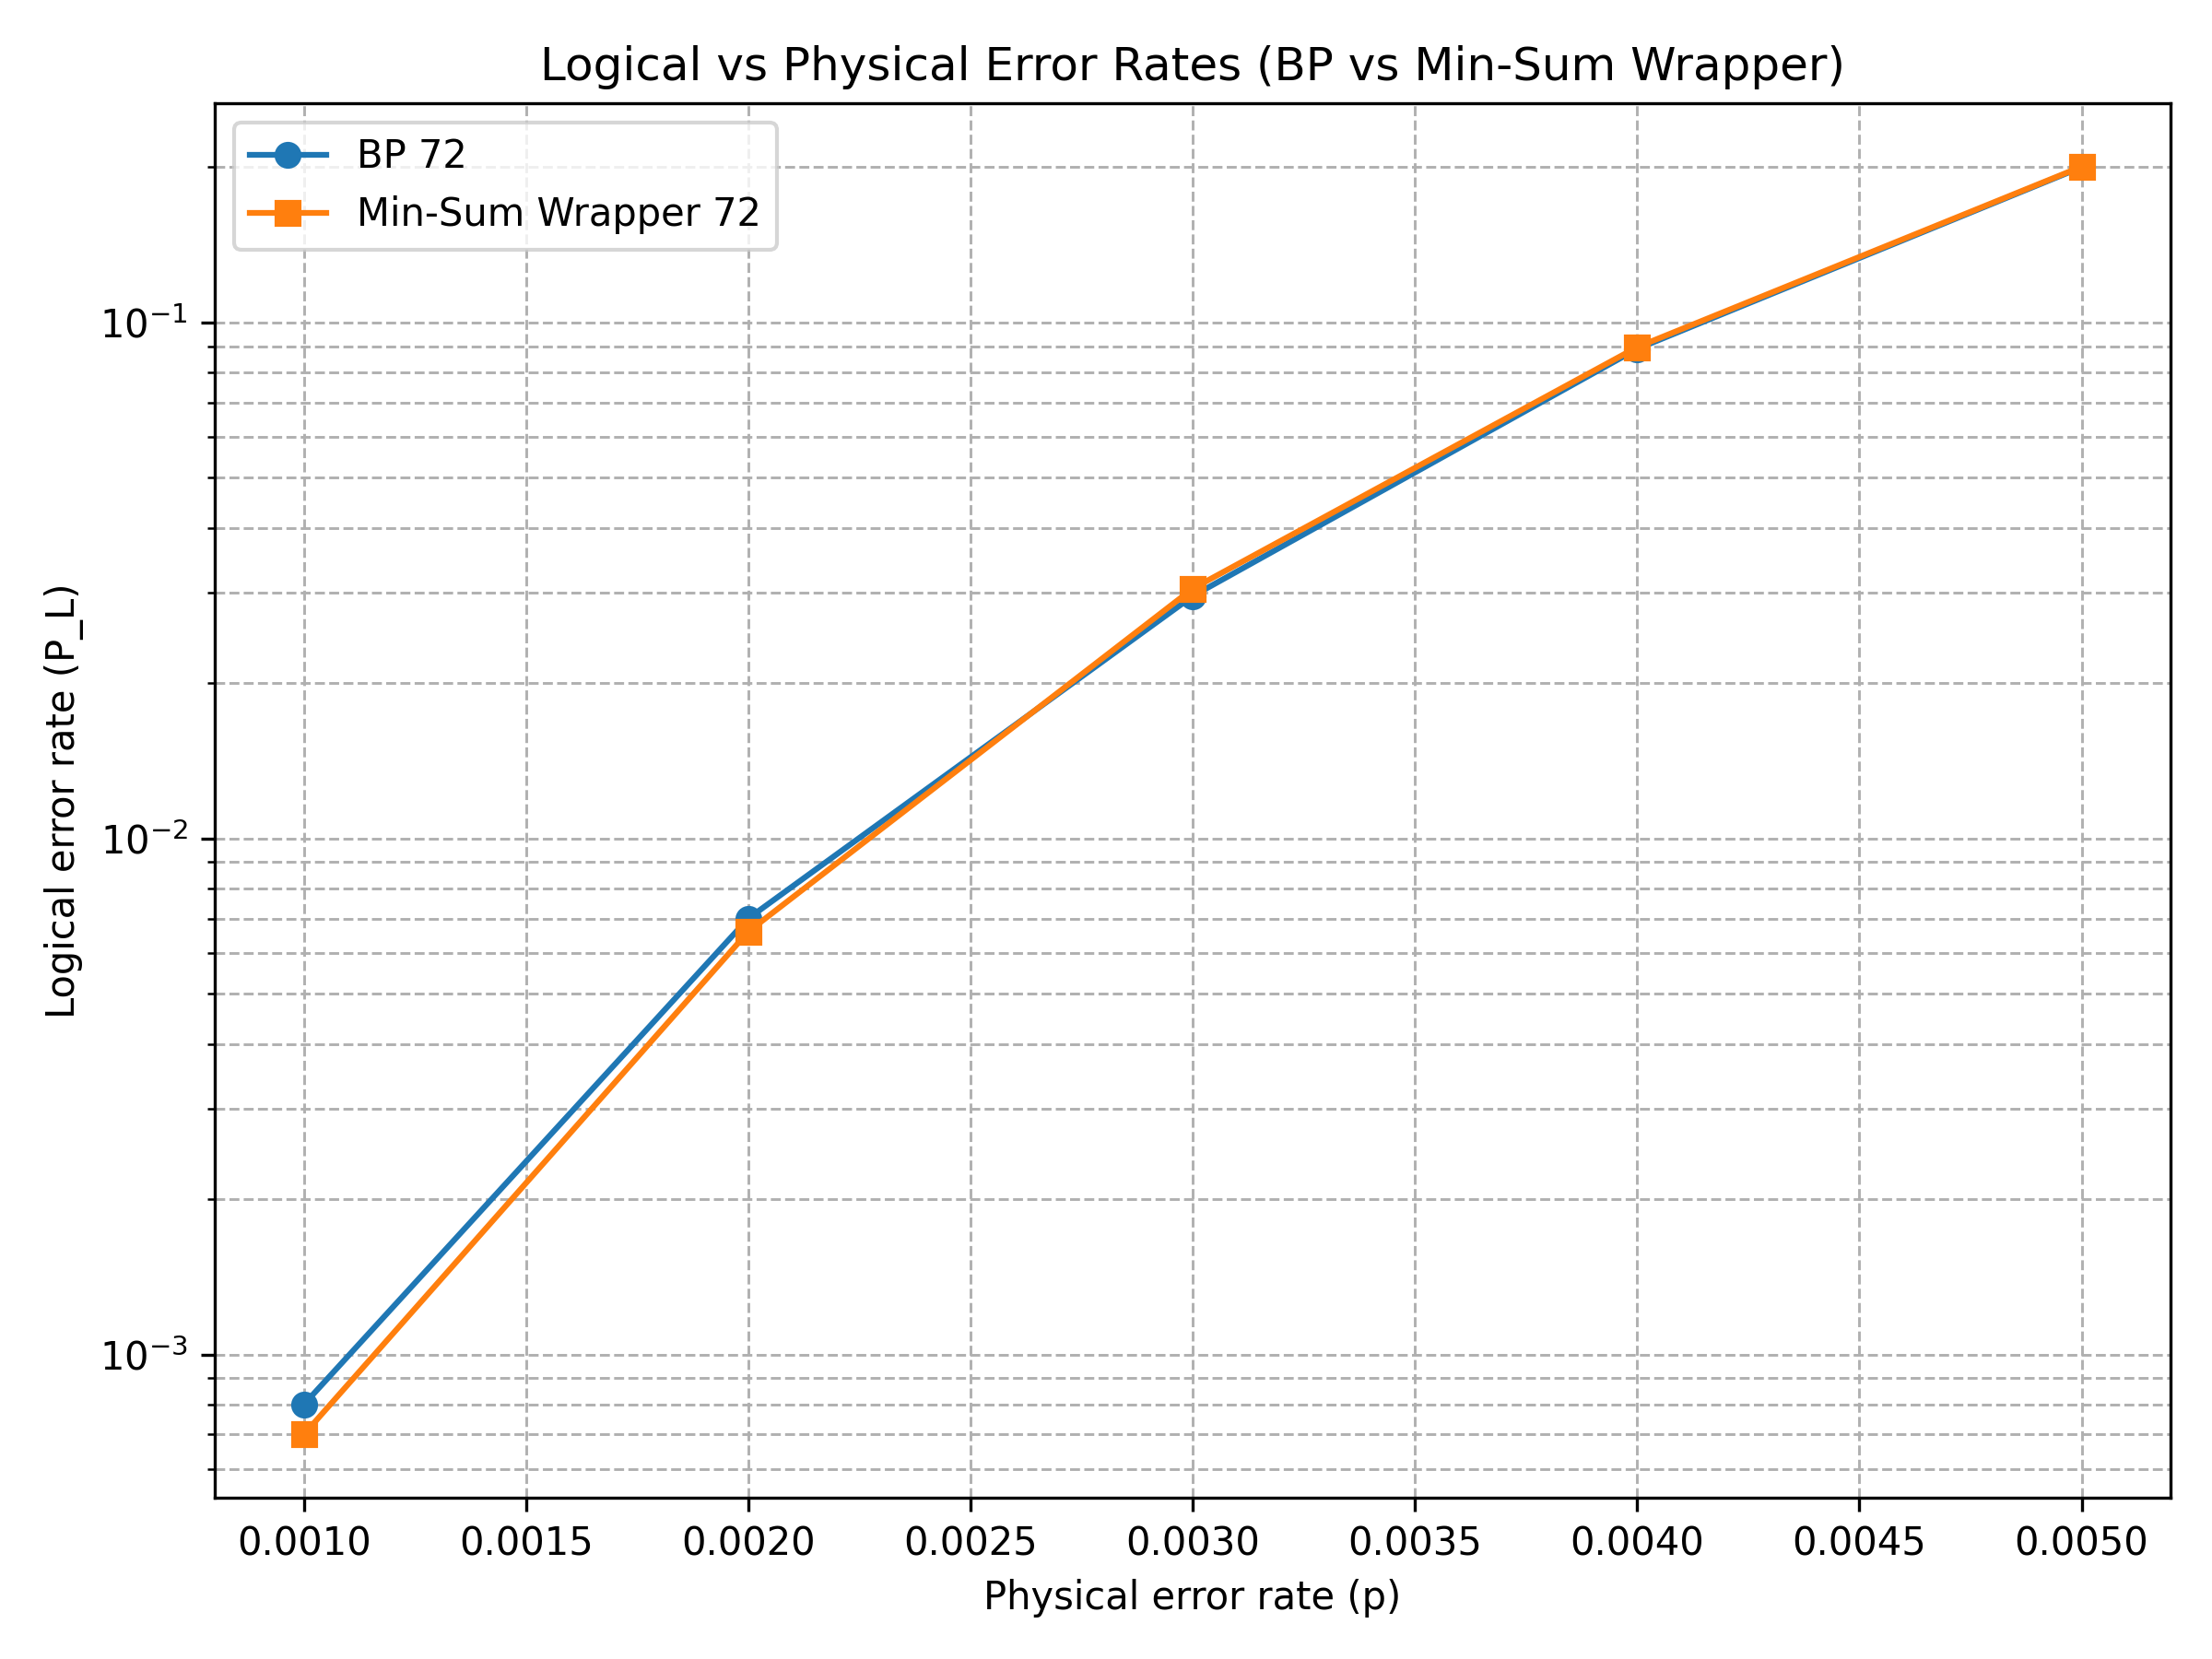 Logical vs Physical Error Rates (BP vs Min-Sum Wrapper)
BP 72
Min-Sum Wrapper 72
10⁻¹
10⁻²
10⁻³
Logical error rate (P_L)
0.0010 0.0015 0.0020 0.0025 0.0030 0.0035 0.0040 0.0045 0.0050
Physical error rate (p)